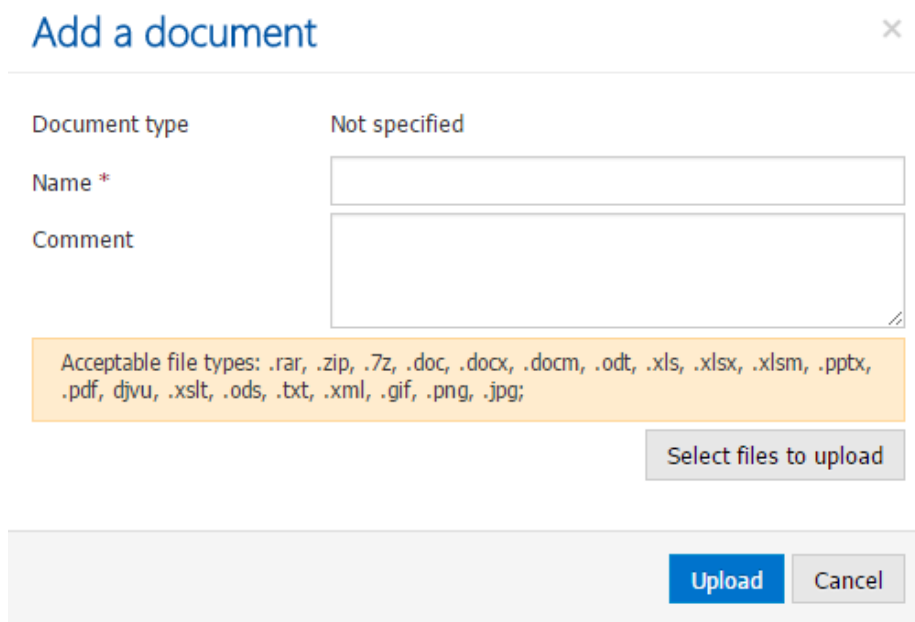 Add a document ×
Document type Not specified
Name *
Comment
Acceptable file types: .rar, .zip, .7z, .doc, .docx, .docm, .odt, .xls, .xlsx, .xlsm, .pptx,
.pdf, djvu, .xslt, .ods, .txt, .xml, .gif, .png, .jpg;
Select files to upload
Upload Cancel